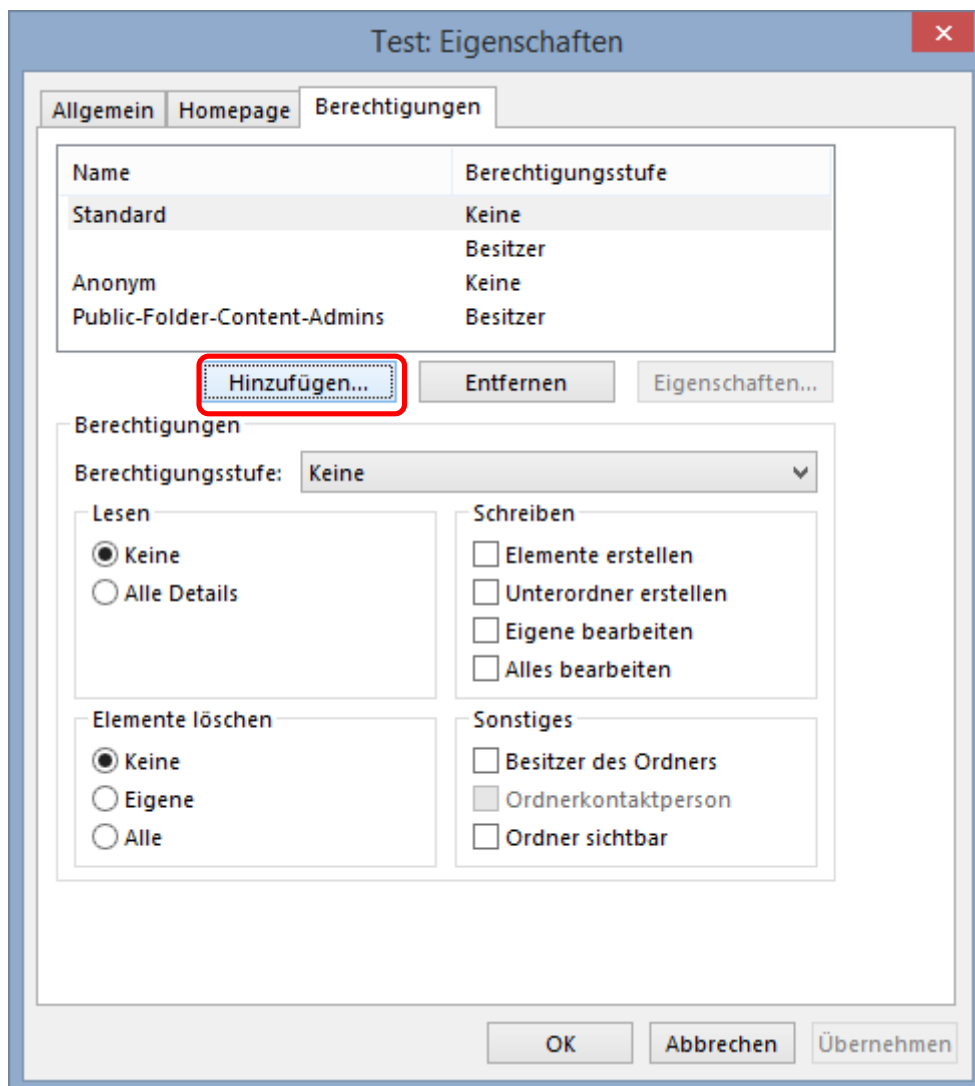 Test: Eigenschaften
Allgemein Homepage Berechtigungen
Name Berechtigungsstufe
Standard Keine
Besitzer
Anonym Keine
Public-Folder-Content-Admins Besitzer
Hinzufügen... Entfernen Eigenschaften...
Berechtigungen
Berechtigungsstufe: Keine
Lesen Schreiben
Keine Elemente erstellen
Alle Details Unterordner erstellen
Eigene bearbeiten
Alles bearbeiten
Elemente löschen Sonstiges
Keine Besitzer des Ordners
Eigene Ordnerkontaktperson
Alle Ordner sichtbar
OK Abbrechen Übernehmen